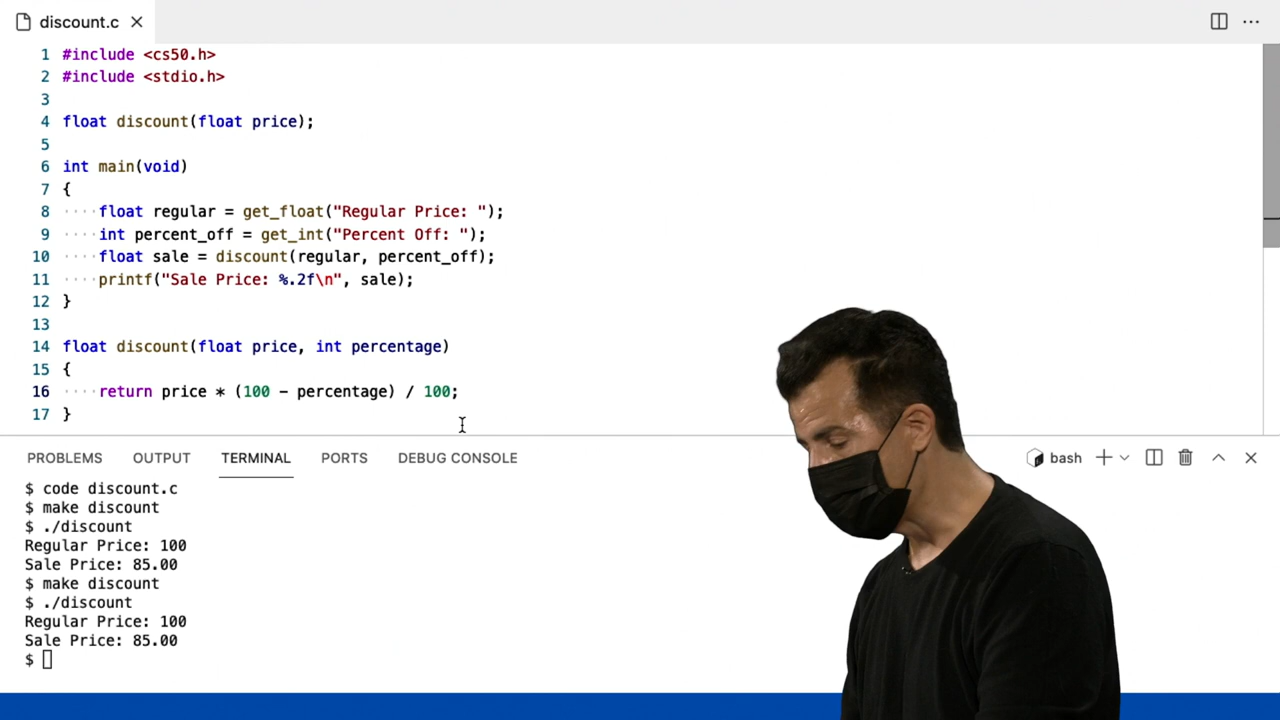 discount.c
1 #include <cs50.h>
2 #include <stdio.h>
3
4 float discount(float price);
5
6 int main(void)
7 {
8 ····float regular = get_float("Regular Price: ");
9 ····int percent_off = get_int("Percent Off: ");
10 ····float sale = discount(regular, percent_off);
11 ····printf("Sale Price: %.2f\n", sale);
12 }
13
14 float discount(float price, int percentage)
15 {
16 ····return price * (100 - percentage) / 100;
17 }
PROBLEMS OUTPUT TERMINAL PORTS DEBUG CONSOLE bash
$ code discount.c
$ make discount
$ ./discount
Regular Price: 100
Sale Price: 85.00
$ make discount
$ ./discount
Regular Price: 100
Sale Price: 85.00
$